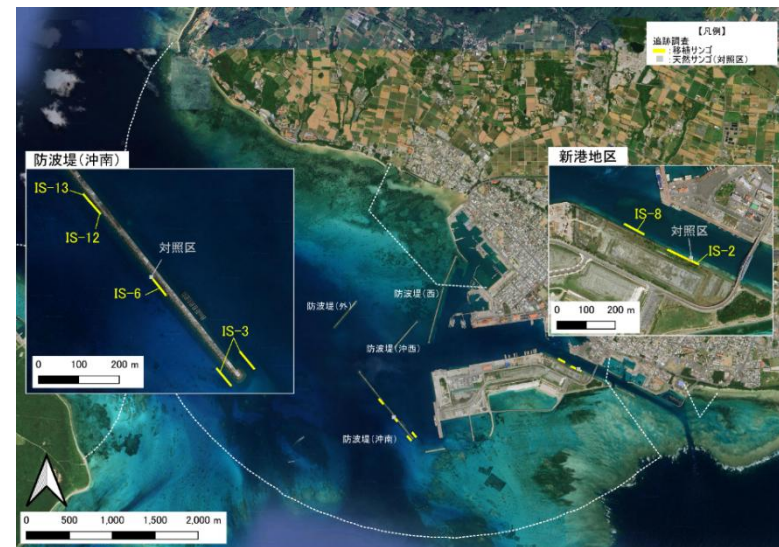 【凡例】
追跡調査
：移植サンゴ
：天然サンゴ(対照区)
防波堤(沖南)
IS-13
IS-12
対照区
IS-6
IS-3
0 100 200 m
新港地区
IS-8
対照区
IS-2
0 100 200 m
防波堤(西)
防波堤(外)
防波堤(沖西)
防波堤(沖南)
0 500 1,000 1,500 2,000 m